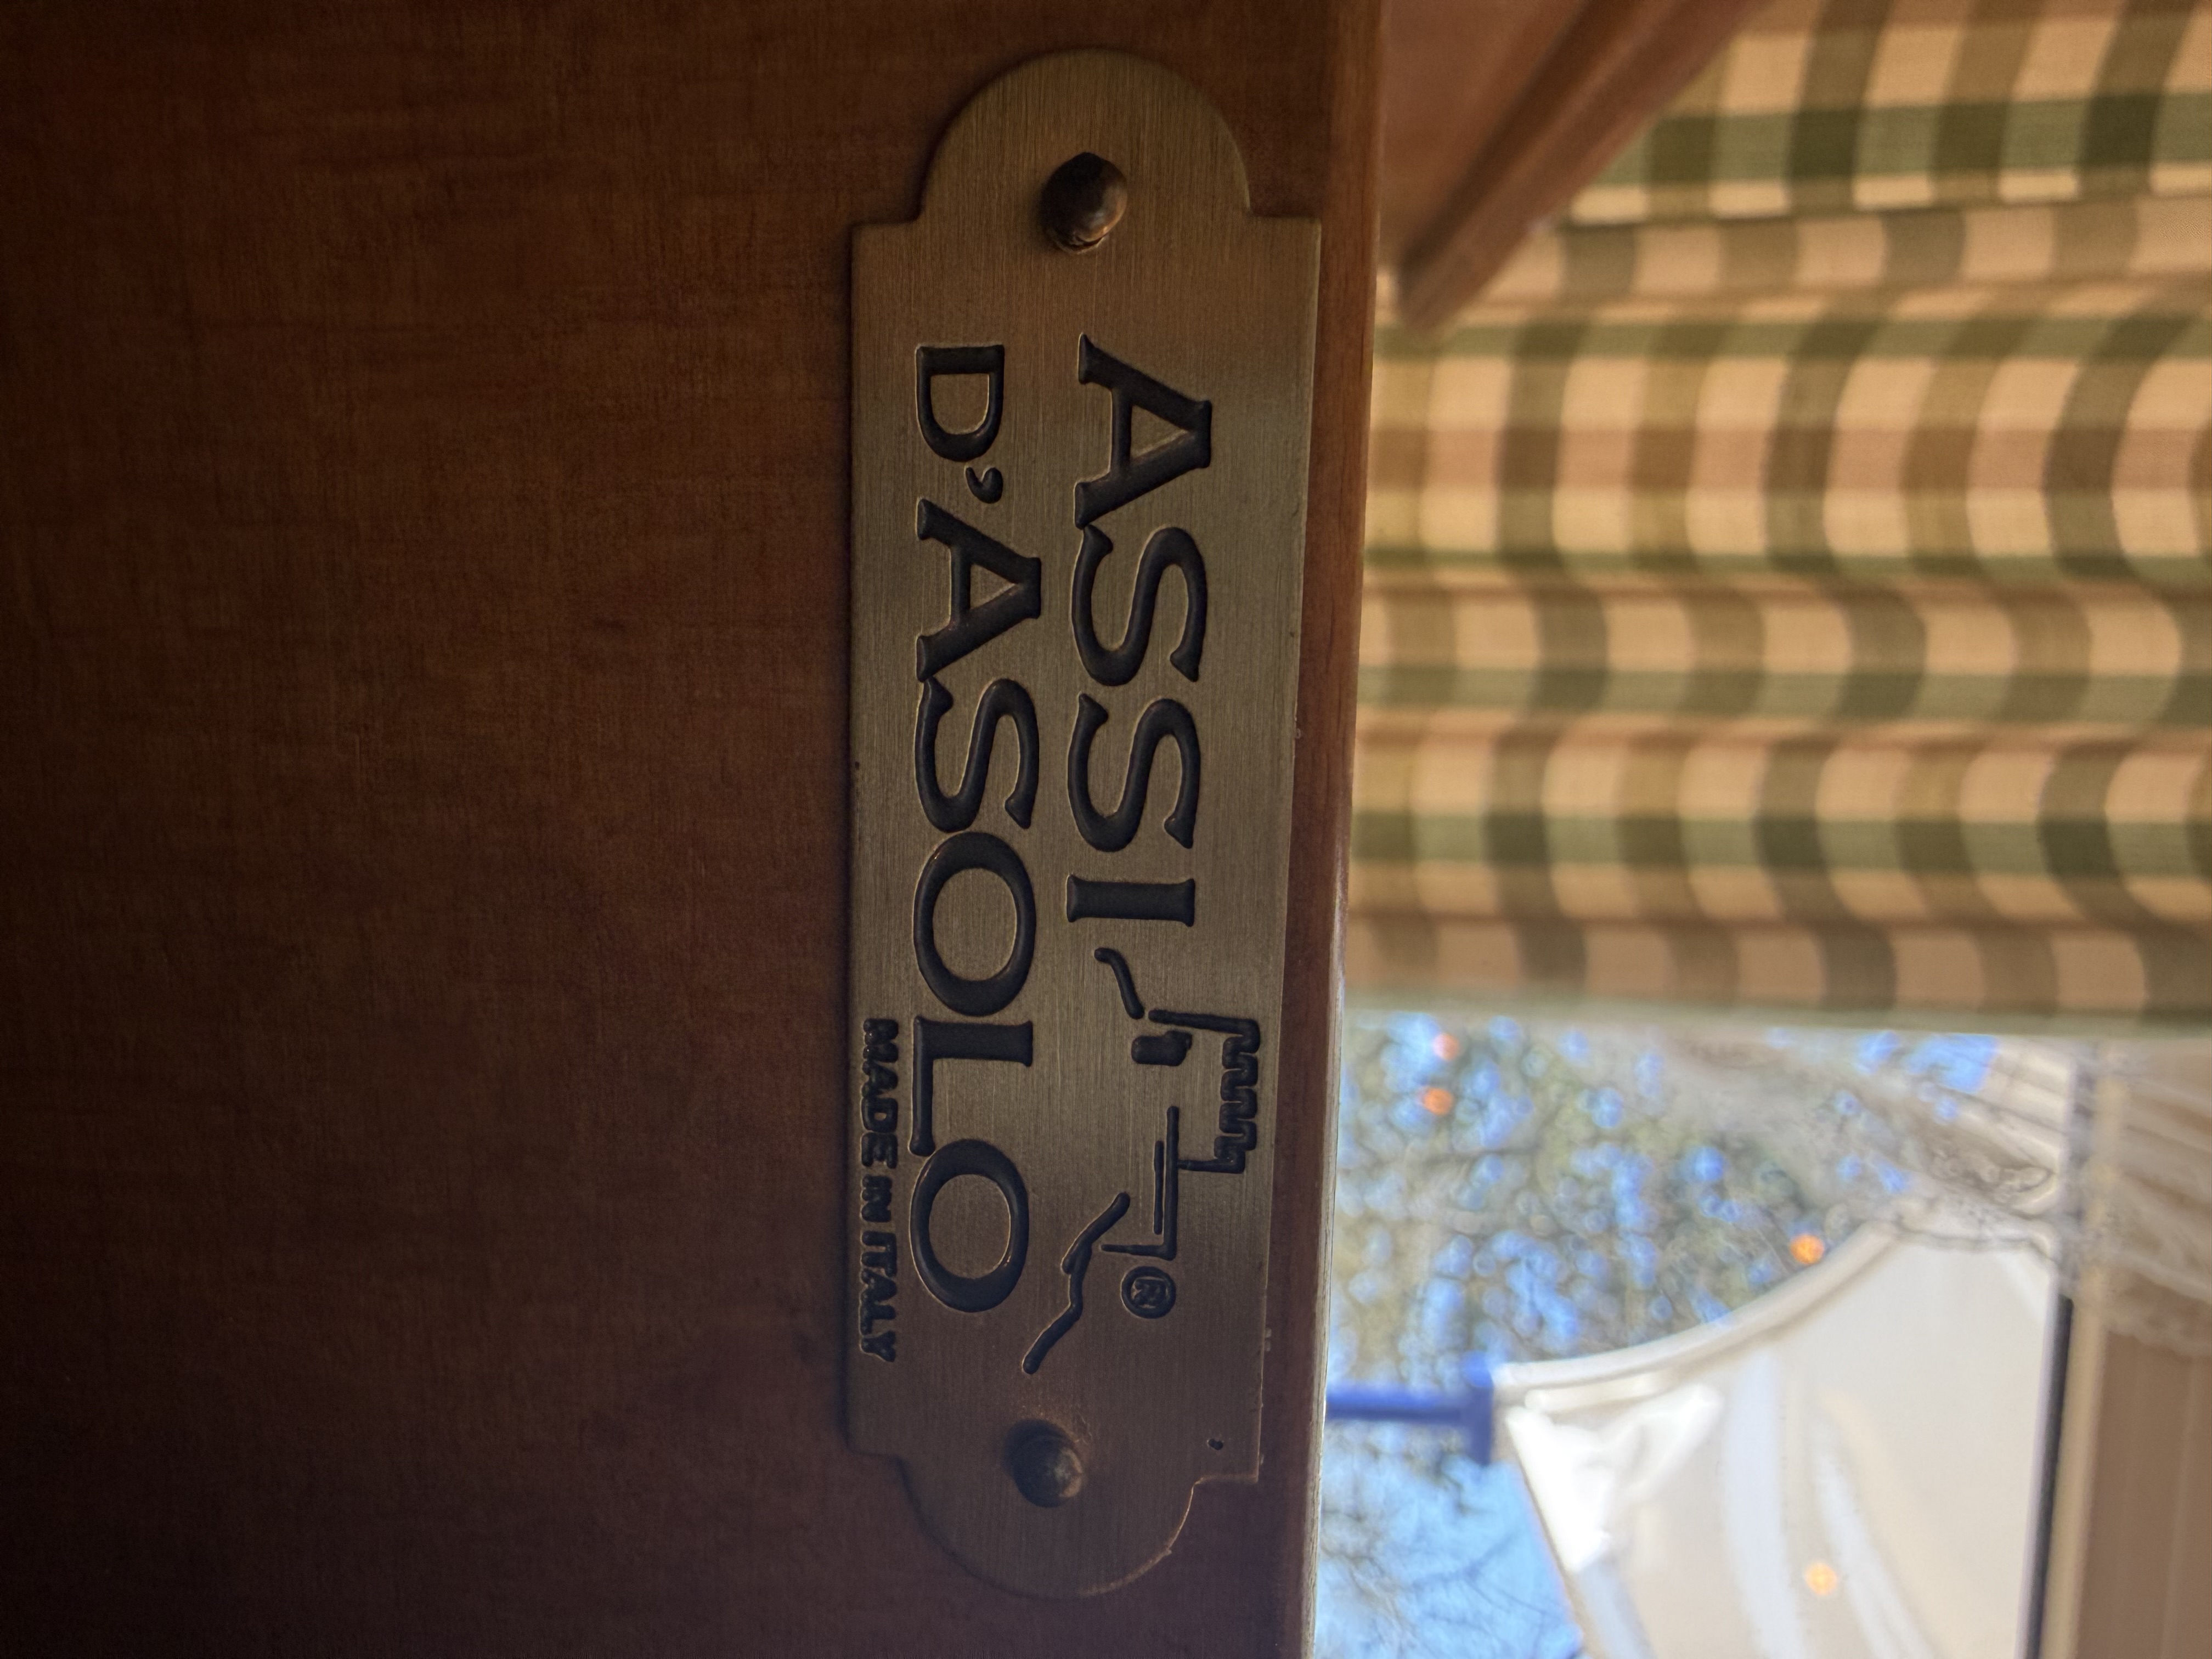 ASSI
D'ASOLO
®
MADE IN ITALY